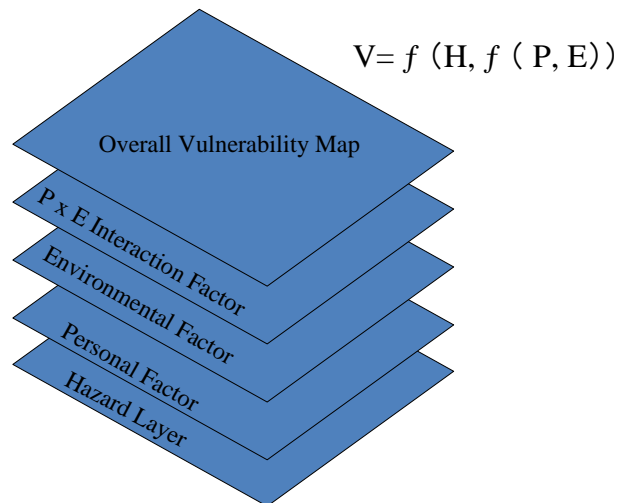 V= f (H, f ( P, E))
Overall Vulnerability Map
P x E Interaction Factor
Environmental Factor
Personal Factor
Hazard Layer